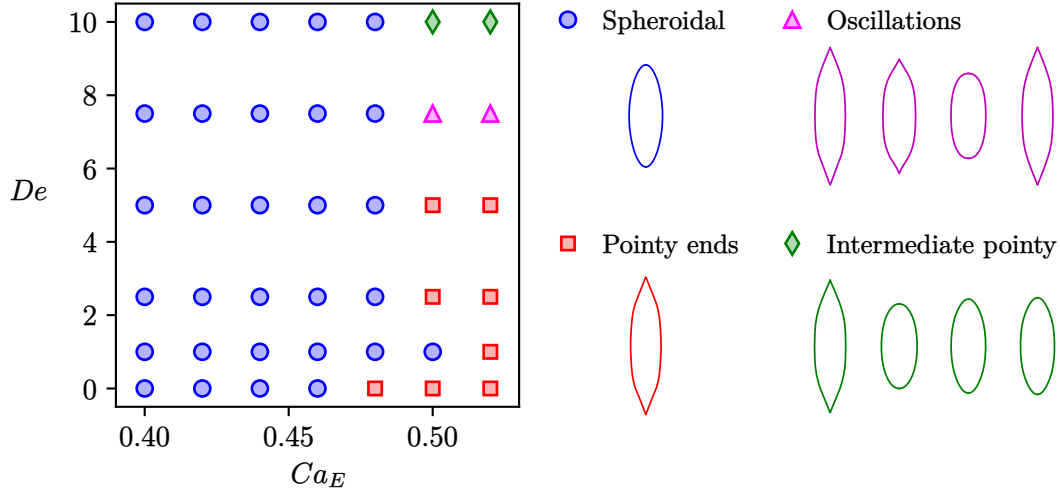 10
8
6
De
4
2
0
0.40
0.45
0.50
Ca_E
Spheroidal
Oscillations
Pointy ends
Intermediate pointy